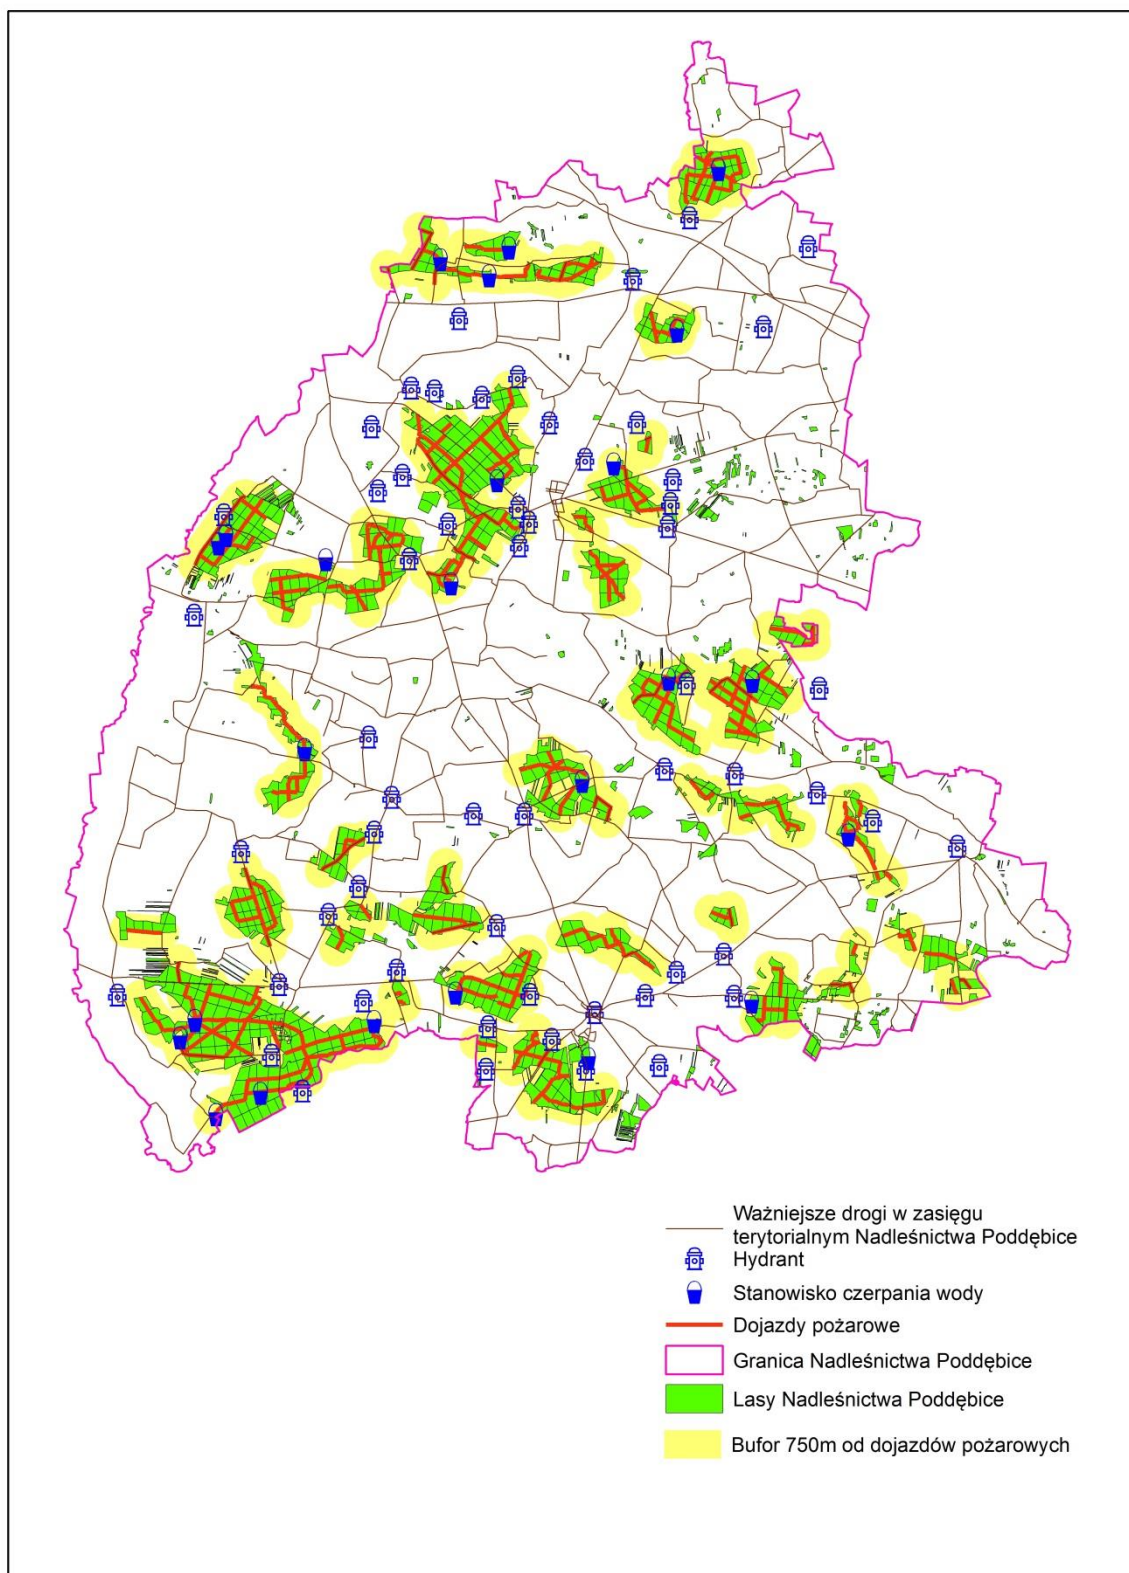 Ważniejsze drogi w zasięgu
terytorialnym Nadleśnictwa Poddębice
Hydrant
Stanowisko czerpania wody
Dojazdy pożarowe
Granica Nadleśnictwa Poddębice
Lasy Nadleśnictwa Poddębice
Bufor 750m od dojazdów pożarowych